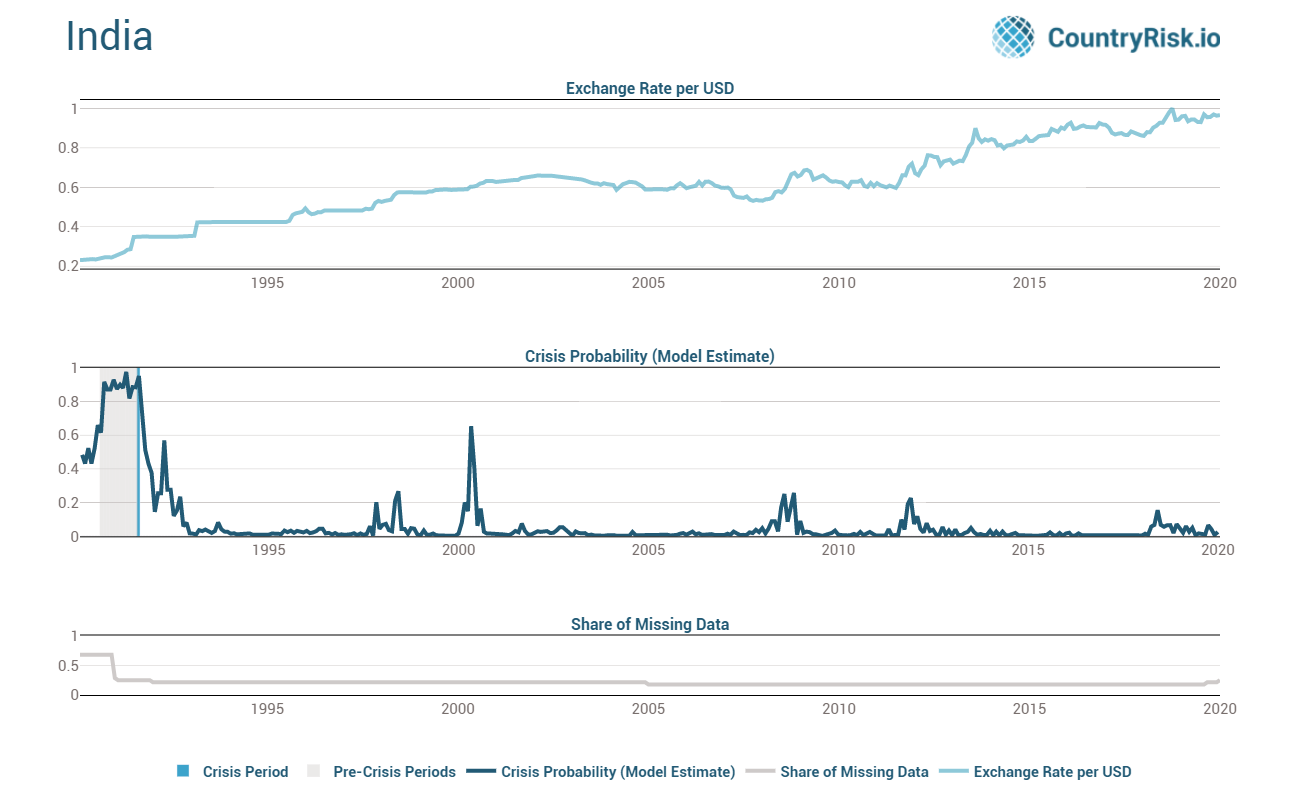 India
CountryRisk.io
Exchange Rate per USD
1
0.8
0.6
0.4
0.2
1995 2000 2005 2010 2015 2020
Crisis Probability (Model Estimate)
1
0.8
0.6
0.4
0.2
0
1995 2000 2005 2010 2015 2020
Share of Missing Data
1
0.5
0
1995 2000 2005 2010 2015 2020
Crisis Period Pre-Crisis Periods Crisis Probability (Model Estimate) Share of Missing Data Exchange Rate per USD